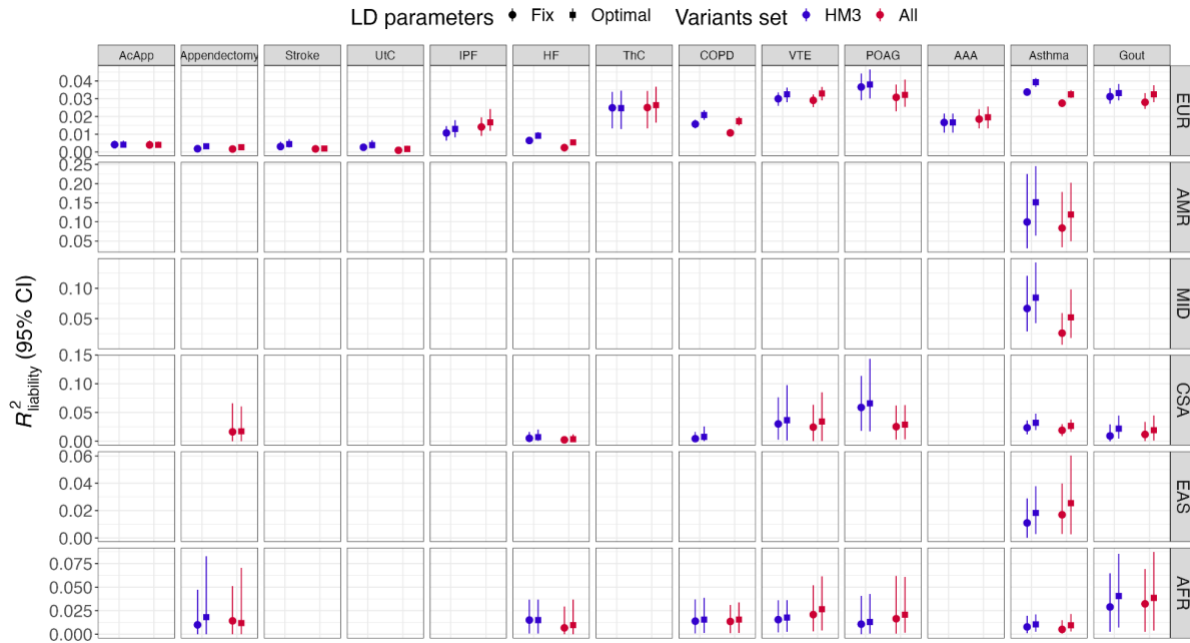 LD parameters Fix Optimal Variants set HM3 All
AcApp Appendectomy Stroke UtC IPF HF ThC COPD VTE POAG AAA Asthma Gout
0.04
0.03
0.02
0.01
0.00
EUR
0.25
0.20
0.15
0.10
0.05
AMR
0.10
0.05
MID
R²liability (95% CI)
0.15
0.10
0.05
0.00
CSA
0.06
0.04
0.02
0.00
EAS
0.075
0.050
0.025
0.000
AFR